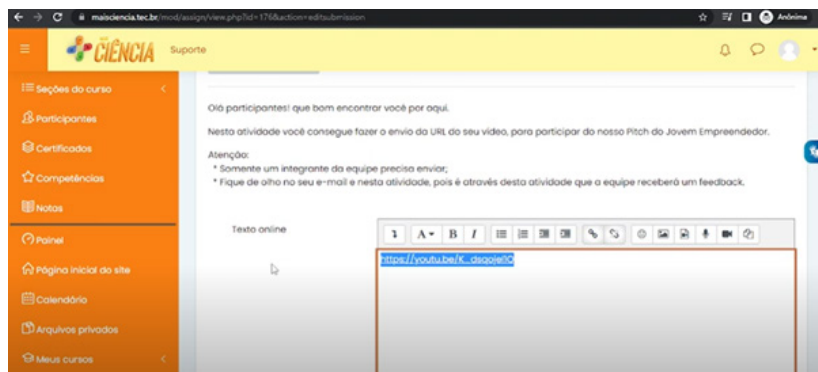 maisciencia.tec.br/mod/assign/view.php?id=176&action=editsubmission
Anônima
CIÊNCIA
Suporte
Seções do curso
Participantes
Certificados
Competências
Notas
Painel
Página inicial do site
Calendário
Arquivos privados
Meus cursos
Olá participantes! que bom encontrar você por aqui.
Nesta atividade você consegue fazer o envio da URL do seu vídeo, para participar do nosso Pitch do Jovem Empreendedor.
Atenção:
* Somente um integrante da equipe precisa enviar;
* Fique de olho no seu e-mail e nesta atividade, pois é através desta atividade que a equipe receberá um feedback.
Texto online
A B I